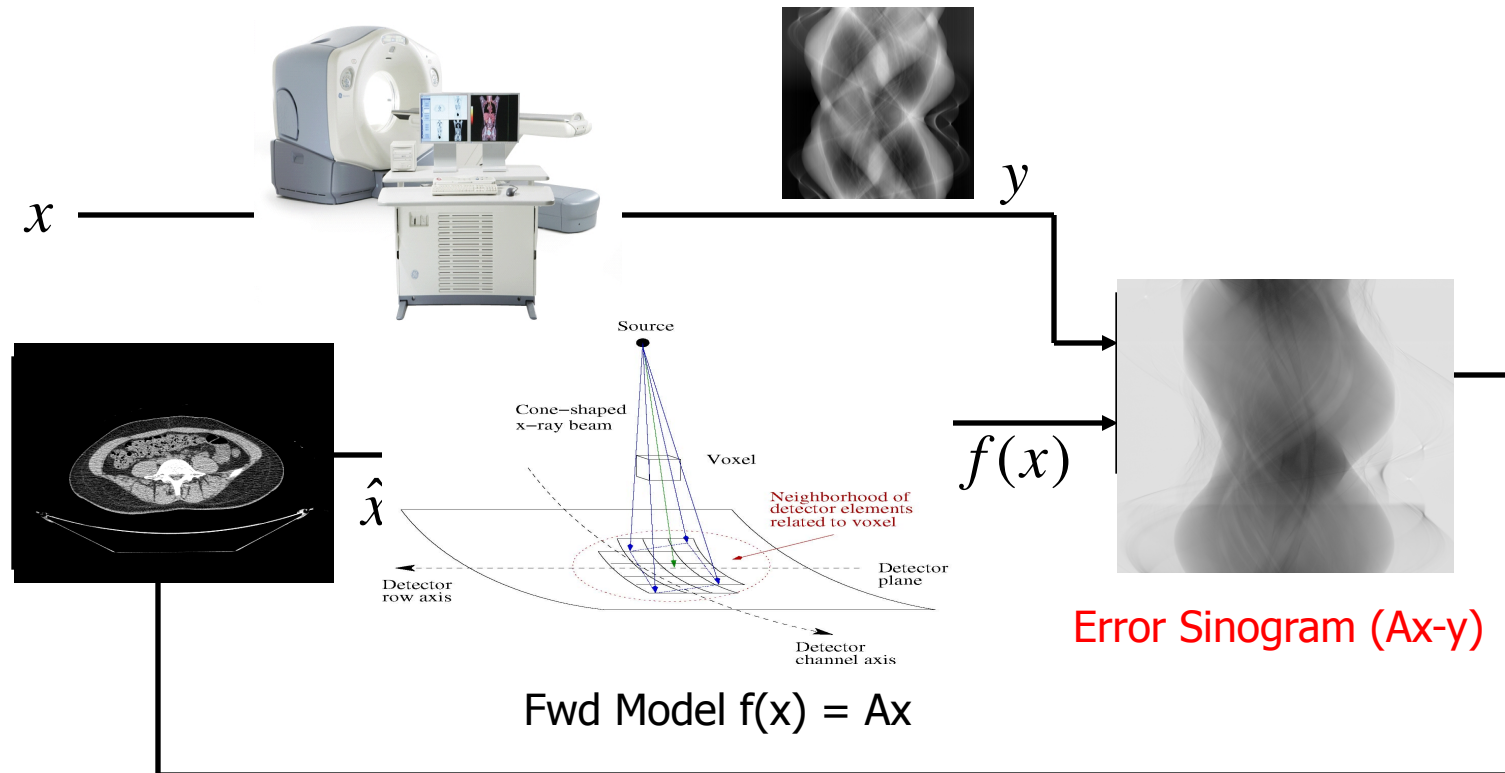 x
y
Source
Cone-shaped
x-ray beam
Voxel
f(x)
x̂
Neighborhood of
detector elements
related to voxel
Detector
row axis
Detector
plane
Detector
channel axis
Error Sinogram (Ax-y)
Fwd Model f(x) = Ax